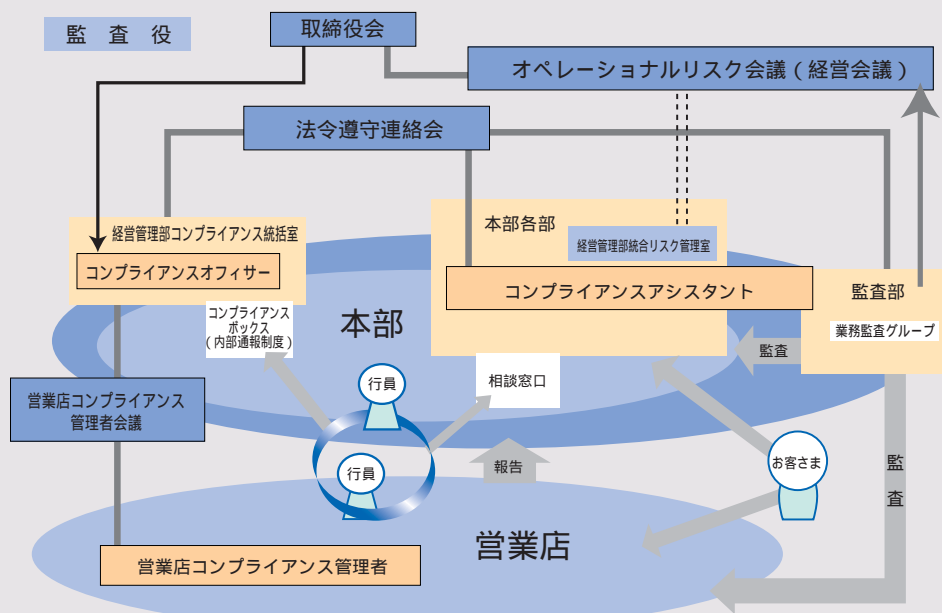 監査役
取締役会
オペレーショナルリスク会議(経営会議)
法令遵守連絡会
本部各部
経営管理部コンプライアンス統括室
経営管理部統合リスク管理室
コンプライアンスオフィサー
コンプライアンスアシスタント
監査部
業務監査グループ
コンプライアンス
ボックス
(内部通報制度)
本部
監査
相談窓口
行員
営業店コンプライアンス
管理者会議
行員
報告
お客さま
監査
営業店
営業店コンプライアンス管理者